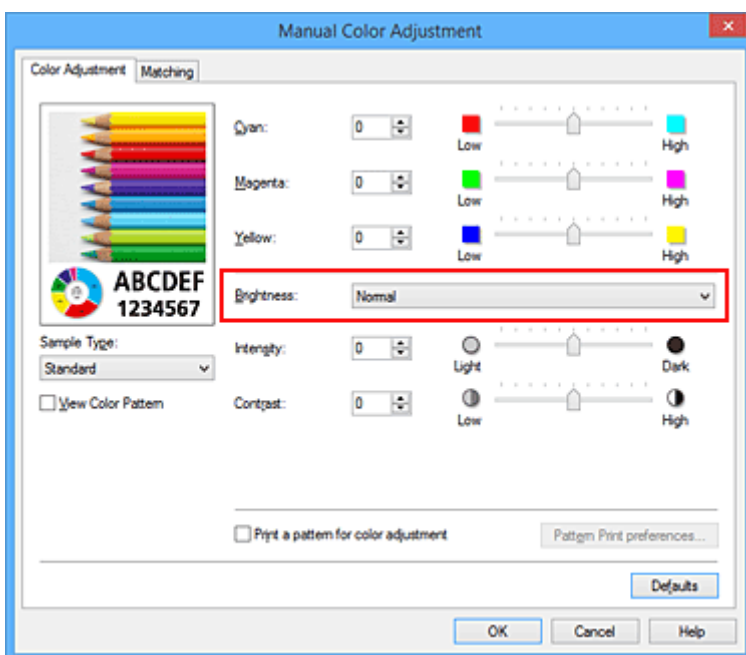 Manual Color Adjustment
Color Adjustment
Matching
Cyan: 0 Low High
Magenta: 0 Low High
Yellow: 0 Low High
ABCDEF
1234567
Brightness: Normal
Sample Type:
Standard
View Color Pattern
Intensity: 0 Light Dark
Contrast: 0 Low High
Print a pattern for color adjustment
Pattern Print preferences...
Defaults
OK
Cancel
Help